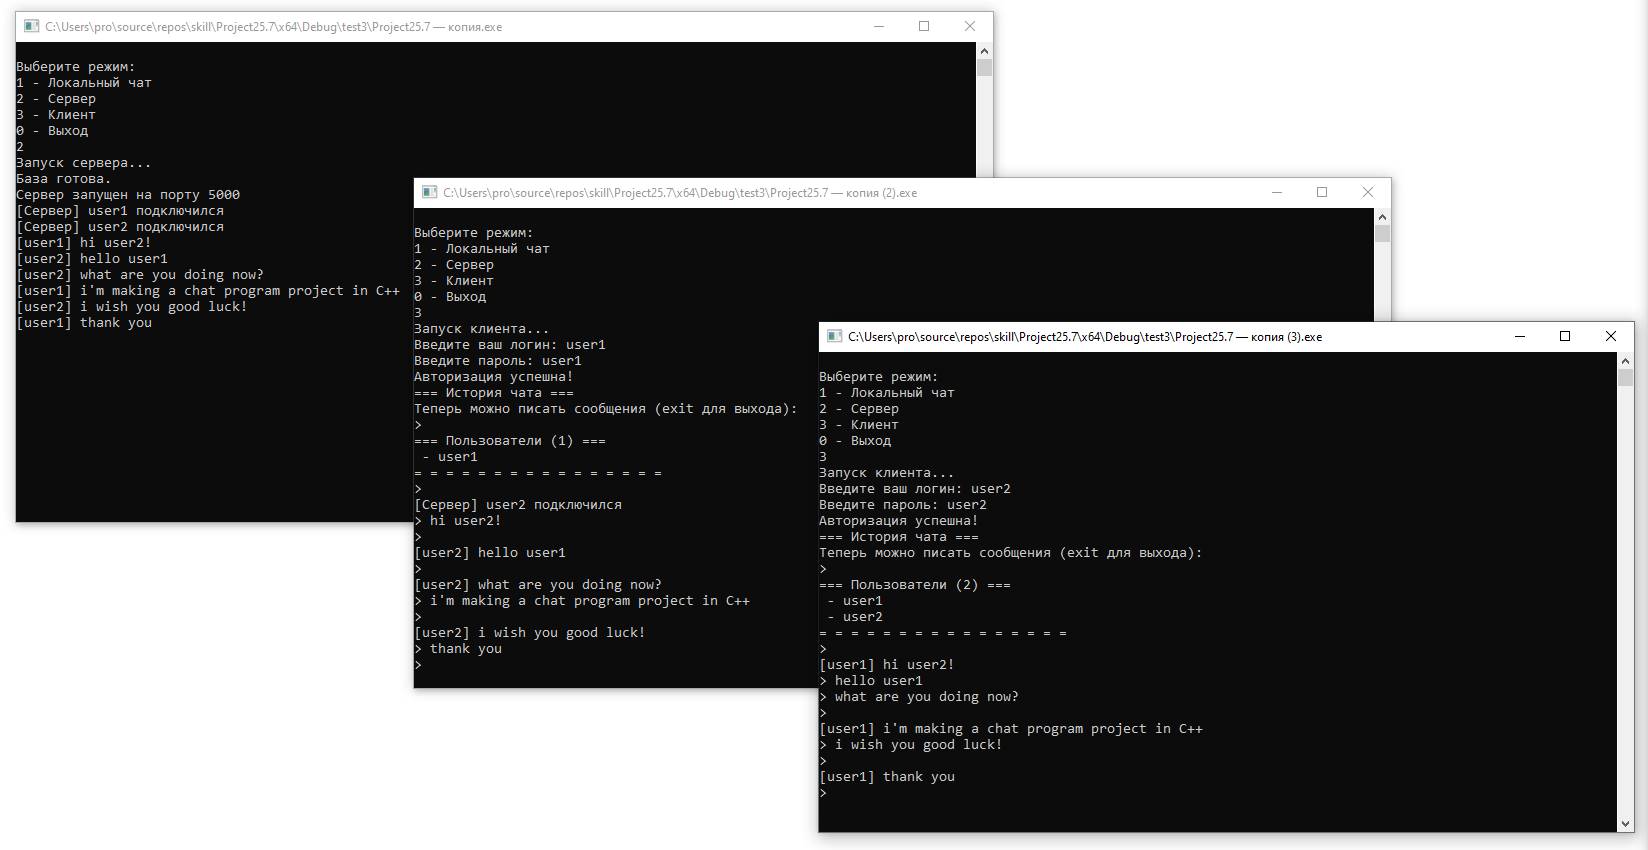 C:\Users\pro\source\repos\skill\Project25.7\x64\Debug\test3\Project25.7 — копия.exe
Выберите режим:
1 - Локальный чат
2 - Сервер
3 - Клиент
0 - Выход
2
Запуск сервера...
База готова.
Сервер запущен на порту 5000
[Сервер] user1 подключился
[Сервер] user2 подключился
[user1] hi user2!
[user2] hello user1
[user2] what are you doing now?
[user1] i'm making a chat program project in C++
[user2] i wish you good luck!
[user1] thank you
C:\Users\pro\source\repos\skill\Project25.7\x64\Debug\test3\Project25.7 — копия (2).exe
Выберите режим:
1 - Локальный чат
2 - Сервер
3 - Клиент
0 - Выход
3
Запуск клиента...
Введите ваш логин: user1
Введите пароль: user1
Авторизация успешна!
=== История чата ===
Теперь можно писать сообщения (exit для выхода):
>
=== Пользователи (1) ===
- user1
= = = = = = = = = = = = = = = =
>
[Сервер] user2 подключился
> hi user2!
>
[user2] hello user1
>
[user2] what are you doing now?
> i'm making a chat program project in C++
>
[user2] i wish you good luck!
> thank you
>
C:\Users\pro\source\repos\skill\Project25.7\x64\Debug\test3\Project25.7 — копия (3).exe
Выберите режим:
1 - Локальный чат
2 - Сервер
3 - Клиент
0 - Выход
3
Запуск клиента...
Введите ваш логин: user2
Введите пароль: user2
Авторизация успешна!
=== История чата ===
Теперь можно писать сообщения (exit для выхода):
>
=== Пользователи (2) ===
- user1
- user2
= = = = = = = = = = = = = = = =
>
[user1] hi user2!
> hello user1
> what are you doing now?
>
[user1] i'm making a chat program project in C++
> i wish you good luck!
>
[user1] thank you
>